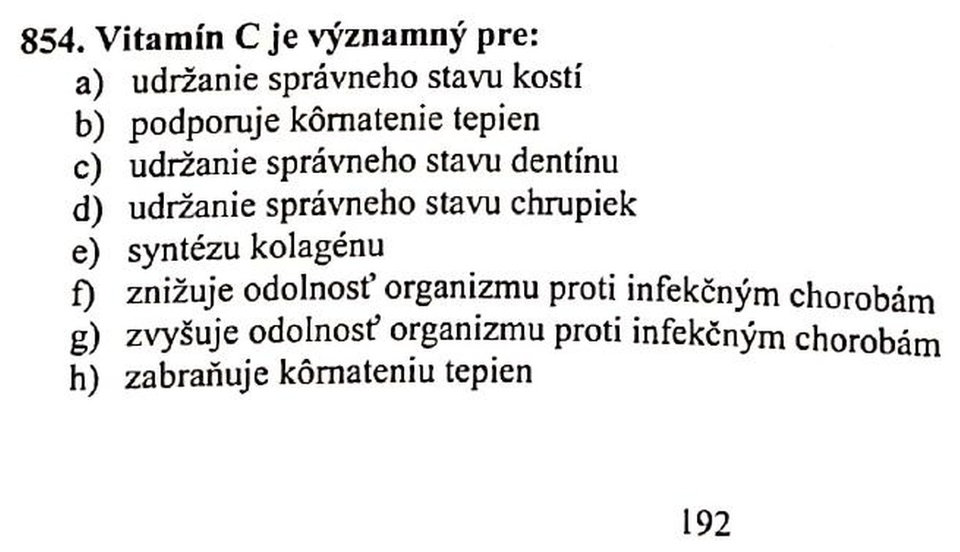 854. Vitamín C je významný pre:
a) udržanie správneho stavu kostí
b) podporuje kôrnatenie tepien
c) udržanie správneho stavu dentínu
d) udržanie správneho stavu chrupiek
e) syntézu kolagénu
f) znižuje odolnosť organizmu proti infekčným chorobám
g) zvyšuje odolnosť organizmu proti infekčným chorobám
h) zabraňuje kôrnateniu tepien
192